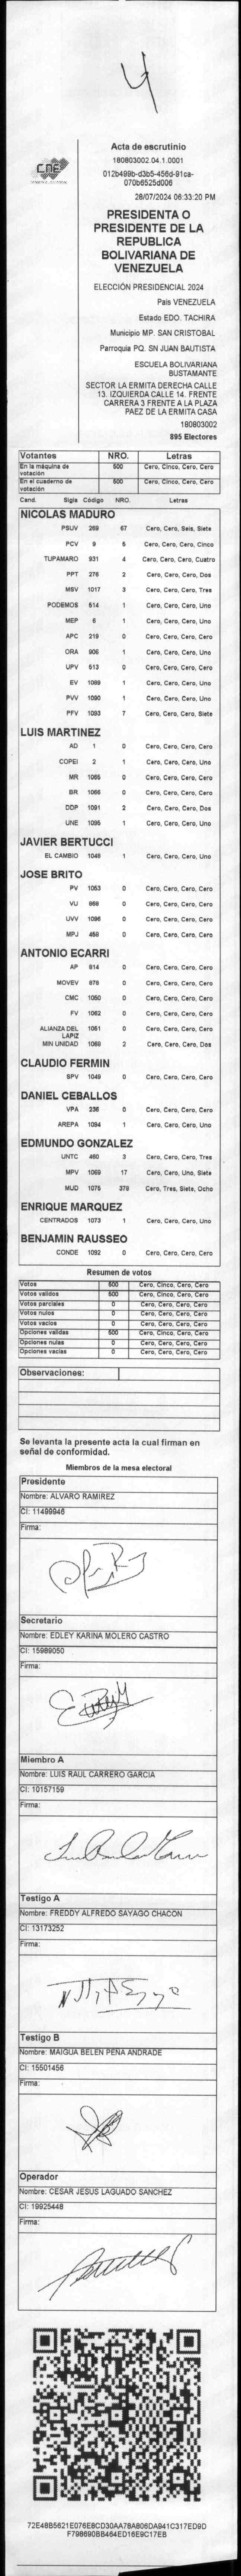 4
Acta de escrutinio
180803002.04.1.0001
012b499b-d3b5-456d-91ca-
070b6525d006
28/07/2024 06:33:20 PM
CNE
PRESIDENTA O
PRESIDENTE DE LA
REPUBLICA
BOLIVARIANA DE
VENEZUELA
ELECCIÓN PRESIDENCIAL 2024
Pais VENEZUELA
Estado EDO. TACHIRA
Municipio MP. SAN CRISTOBAL
Parroquia PQ. SN JUAN BAUTISTA
ESCUELA BOLIVARIANA
BUSTAMANTE
SECTOR LA ERMITA DERECHA CALLE
13. IZQUIERDA CALLE 14. FRENTE
CARRERA 3 FRENTE A LA PLAZA
PAEZ DE LA ERMITA CASA
180803002
895 Electores
Votantes NRO. Letras
En la máquina de votación 500 Cero, Cinco, Cero, Cero
En el cuaderno de votación 500 Cero, Cinco, Cero, Cero
Cand. Sigla Código NRO. Letras
NICOLAS MADURO
PSUV 269 67 Cero, Cero, Seis, Siete
PCV 9 5 Cero, Cero, Cero, Cinco
TUPAMARO 931 4 Cero, Cero, Cero, Cuatro
PPT 276 2 Cero, Cero, Cero, Dos
MSV 1017 3 Cero, Cero, Cero, Tres
PODEMOS 514 1 Cero, Cero, Cero, Uno
MEP 6 1 Cero, Cero, Cero, Uno
APC 219 0 Cero, Cero, Cero, Cero
ORA 906 1 Cero, Cero, Cero, Uno
UPV 513 0 Cero, Cero, Cero, Cero
EV 1089 1 Cero, Cero, Cero, Uno
PVV 1090 1 Cero, Cero, Cero, Uno
PFV 1093 7 Cero, Cero, Cero, Siete
LUIS MARTINEZ
AD 1 0 Cero, Cero, Cero, Cero
COPEI 2 1 Cero, Cero, Cero, Uno
MR 1065 0 Cero, Cero, Cero, Cero
BR 1066 0 Cero, Cero, Cero, Cero
DDP 1091 2 Cero, Cero, Cero, Dos
UNE 1095 1 Cero, Cero, Cero, Uno
JAVIER BERTUCCI
EL CAMBIO 1048 1 Cero, Cero, Cero, Uno
JOSE BRITO
PV 1053 0 Cero, Cero, Cero, Cero
VU 968 0 Cero, Cero, Cero, Cero
UVV 1096 0 Cero, Cero, Cero, Cero
MPJ 458 0 Cero, Cero, Cero, Cero
ANTONIO ECARRI
AP 914 0 Cero, Cero, Cero, Cero
MOVEV 878 0 Cero, Cero, Cero, Cero
CMC 1050 0 Cero, Cero, Cero, Cero
FV 1062 0 Cero, Cero, Cero, Cero
ALIANZA DEL LAPIZ 1051 0 Cero, Cero, Cero, Cero
MIN UNIDAD 1068 2 Cero, Cero, Cero, Dos
CLAUDIO FERMIN
SPV 1049 0 Cero, Cero, Cero, Cero
DANIEL CEBALLOS
VPA 236 0 Cero, Cero, Cero, Cero
AREPA 1094 1 Cero, Cero, Cero, Uno
EDMUNDO GONZALEZ
UNTC 460 3 Cero, Cero, Cero, Tres
MPV 1069 17 Cero, Cero, Uno, Siete
MUD 1075 378 Cero, Tres, Siete, Ocho
ENRIQUE MARQUEZ
CENTRADOS 1073 1 Cero, Cero, Cero, Uno
BENJAMIN RAUSSEO
CONDE 1092 0 Cero, Cero, Cero, Cero
Resumen de votos
Votos 500 Cero, Cinco, Cero, Cero
Votos validos 500 Cero, Cinco, Cero, Cero
Votos parciales 0 Cero, Cero, Cero, Cero
Votos nulos 0 Cero, Cero, Cero, Cero
Votos vacios 0 Cero, Cero, Cero, Cero
Opciones validas 500 Cero, Cinco, Cero, Cero
Opciones nulas 0 Cero, Cero, Cero, Cero
Opciones vacias 0 Cero, Cero, Cero, Cero
Observaciones:
Se levanta la presente acta la cual firman en
señal de conformidad.
Miembros de la mesa electoral
Presidente
Nombre: ALVARO RAMIREZ
CI: 11499946
Firma:
Secretario
Nombre: EDLEY KARINA MOLERO CASTRO
CI: 15989050
Firma:
Miembro A
Nombre: LUIS RAUL CARRERO GARCIA
CI: 10157159
Firma:
Testigo A
Nombre: FREDDY ALFREDO SAYAGO CHACON
CI: 13173252
Firma:
Testigo B
Nombre: MAIGUA BELEN PEÑA ANDRADE
CI: 15501456
Firma:
Operador
Nombre: CESAR JESUS LAGUADO SANCHEZ
CI: 19925448
Firma:
72E48B5621E076E8CD30AA78A806DA941C317ED9D
F798690BB464ED16E9C17EB